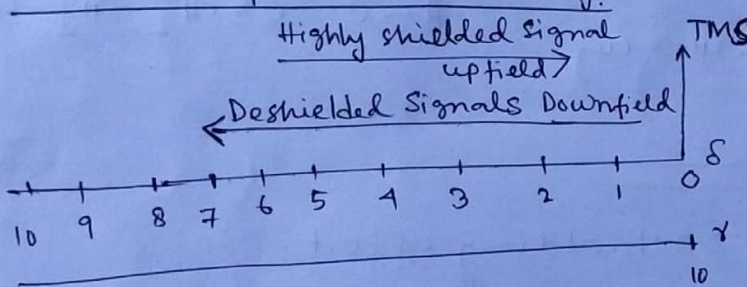 Highly shielded signal
TMS
upfield
Deshielded Signals Downfield
δ
10 9 8 7 6 5 4 3 2 1 0
γ
10